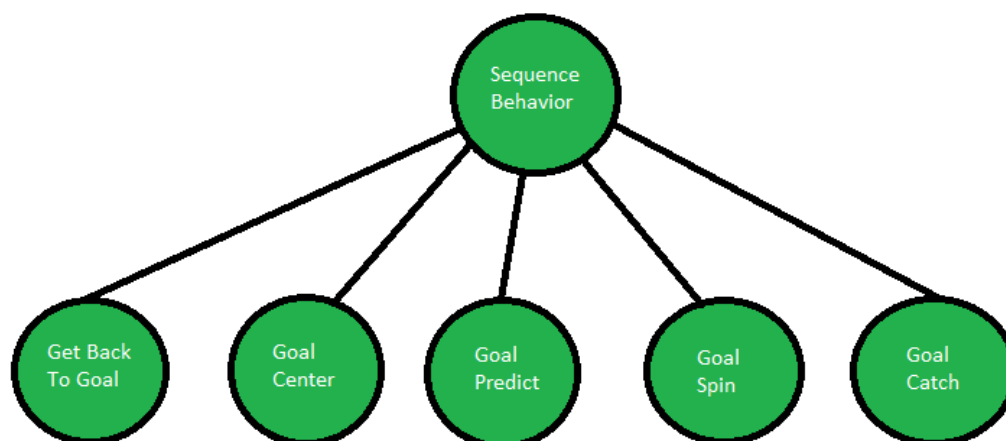 Sequence
Behavior
Get Back
To Goal
Goal
Center
Goal
Predict
Goal
Spin
Goal
Catch